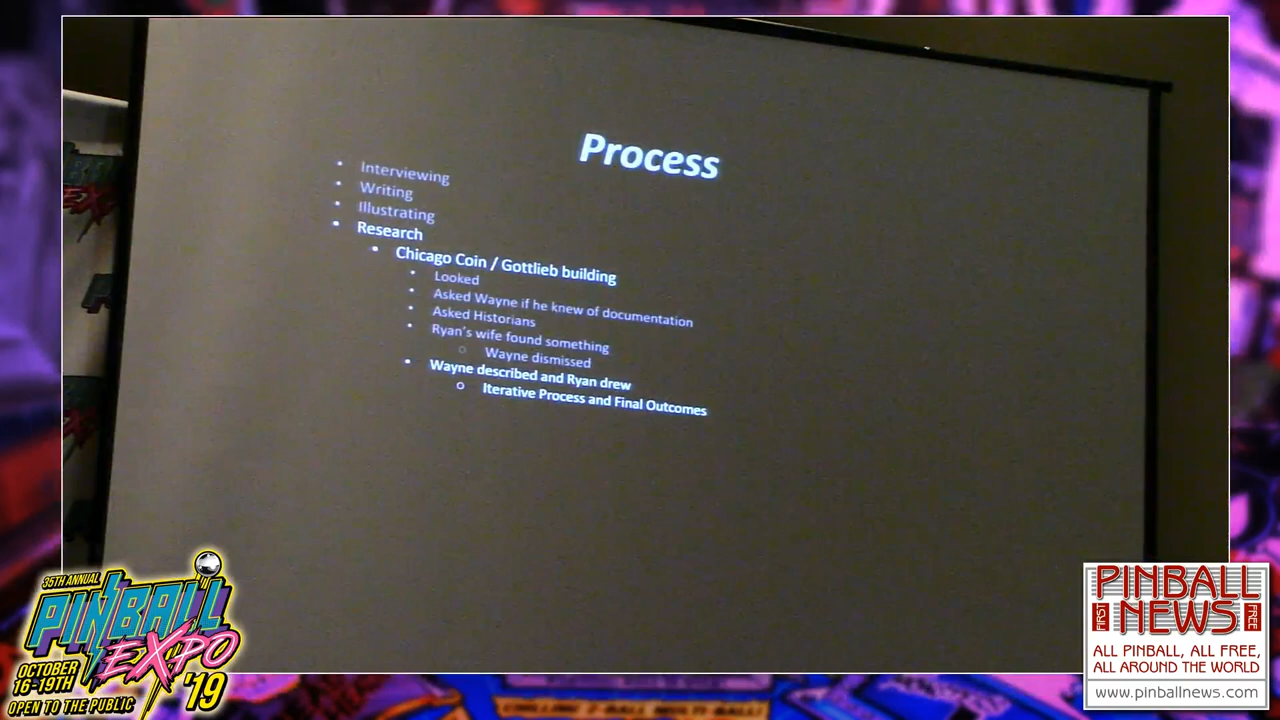 Process
• Interviewing
• Writing
• Illustrating
• Research
• Chicago Coin / Gottlieb building
• Looked
• Asked Wayne if he knew of documentation
• Asked Historians
• Ryan's wife found something
○ Wayne dismissed
• Wayne described and Ryan drew
○ Iterative Process and Final Outcomes
35TH ANNUAL
PINBALL
EXPO
OCTOBER
16-19TH
'19
OPEN TO THE PUBLIC
PINBALL
FIRST NEWS FREE
ALL PINBALL, ALL FREE,
ALL AROUND THE WORLD
www.pinballnews.com